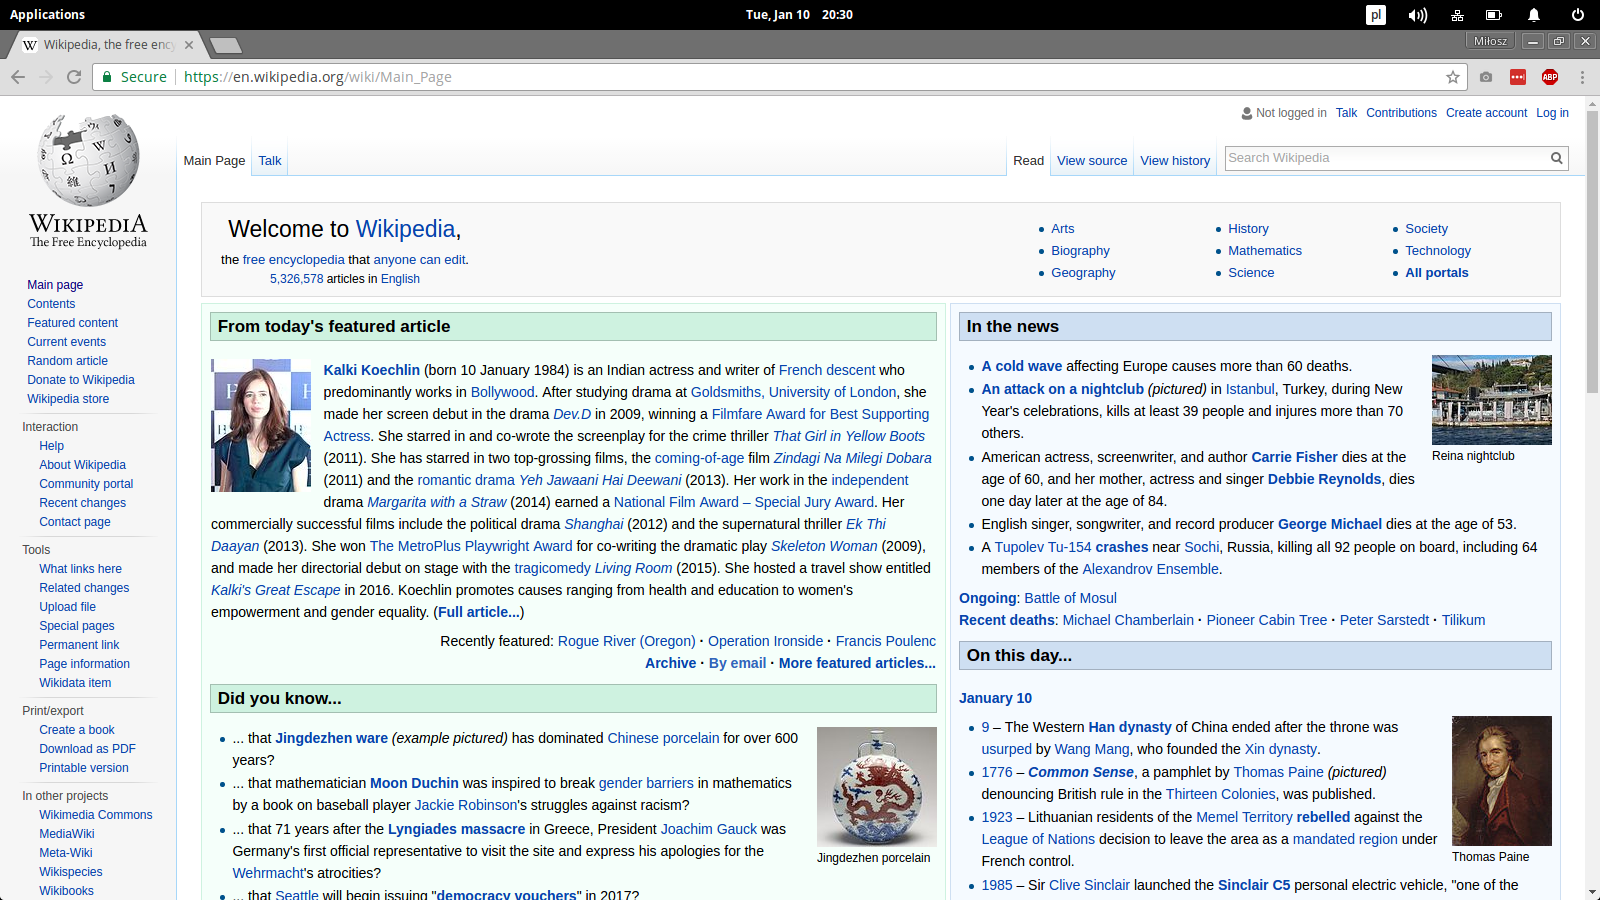 Applications
Tue, Jan 10 20:30
pl
Wikipedia, the free ency
Miłosz
Secure
https://en.wikipedia.org/wiki/Main_Page
ABP
Not logged in Talk Contributions Create account Log in
Main Page Talk
Read View source View history
Search Wikipedia
WIKIPEDIA
The Free Encyclopedia
Main page
Contents
Featured content
Current events
Random article
Donate to Wikipedia
Wikipedia store
Interaction
Help
About Wikipedia
Community portal
Recent changes
Contact page
Tools
What links here
Related changes
Upload file
Special pages
Permanent link
Page information
Wikidata item
Print/export
Create a book
Download as PDF
Printable version
In other projects
Wikimedia Commons
MediaWiki
Meta-Wiki
Wikispecies
Wikibooks
Welcome to Wikipedia,
the free encyclopedia that anyone can edit.
5,326,578 articles in English
Arts
Biography
Geography
History
Mathematics
Science
Society
Technology
All portals
From today's featured article
Kalki Koechlin (born 10 January 1984) is an Indian actress and writer of French descent who
predominantly works in Bollywood. After studying drama at Goldsmiths, University of London, she
made her screen debut in the drama Dev.D in 2009, winning a Filmfare Award for Best Supporting
Actress. She starred in and co-wrote the screenplay for the crime thriller That Girl in Yellow Boots
(2011). She has starred in two top-grossing films, the coming-of-age film Zindagi Na Milegi Dobara
(2011) and the romantic drama Yeh Jawaani Hai Deewani (2013). Her work in the independent
drama Margarita with a Straw (2014) earned a National Film Award – Special Jury Award. Her
commercially successful films include the political drama Shanghai (2012) and the supernatural thriller Ek Thi
Daayan (2013). She won The MetroPlus Playwright Award for co-writing the dramatic play Skeleton Woman (2009),
and made her directorial debut on stage with the tragicomedy Living Room (2015). She hosted a travel show entitled
Kalki's Great Escape in 2016. Koechlin promotes causes ranging from health and education to women's
empowerment and gender equality. (Full article...)
Recently featured: Rogue River (Oregon) · Operation Ironside · Francis Poulenc
Archive · By email · More featured articles...
Did you know...
... that Jingdezhen ware (example pictured) has dominated Chinese porcelain for over 600
years?
... that mathematician Moon Duchin was inspired to break gender barriers in mathematics
by a book on baseball player Jackie Robinson's struggles against racism?
... that 71 years after the Lyngiades massacre in Greece, President Joachim Gauck was
Germany's first official representative to visit the site and express his apologies for the
Wehrmacht's atrocities?
... that Seattle will begin issuing "democracy vouchers" in 2017?
Jingdezhen porcelain
In the news
A cold wave affecting Europe causes more than 60 deaths.
An attack on a nightclub (pictured) in Istanbul, Turkey, during New
Year's celebrations, kills at least 39 people and injures more than 70
others.
American actress, screenwriter, and author Carrie Fisher dies at the
age of 60, and her mother, actress and singer Debbie Reynolds, dies
one day later at the age of 84.
English singer, songwriter, and record producer George Michael dies at the age of 53.
A Tupolev Tu-154 crashes near Sochi, Russia, killing all 92 people on board, including 64
members of the Alexandrov Ensemble.
Reina nightclub
Ongoing: Battle of Mosul
Recent deaths: Michael Chamberlain · Pioneer Cabin Tree · Peter Sarstedt · Tilikum
On this day...
January 10
9 – The Western Han dynasty of China ended after the throne was
usurped by Wang Mang, who founded the Xin dynasty.
1776 – Common Sense, a pamphlet by Thomas Paine (pictured)
denouncing British rule in the Thirteen Colonies, was published.
1923 – Lithuanian residents of the Memel Territory rebelled against the
League of Nations decision to leave the area as a mandated region under
French control.
1985 – Sir Clive Sinclair launched the Sinclair C5 personal electric vehicle, "one of the
Thomas Paine